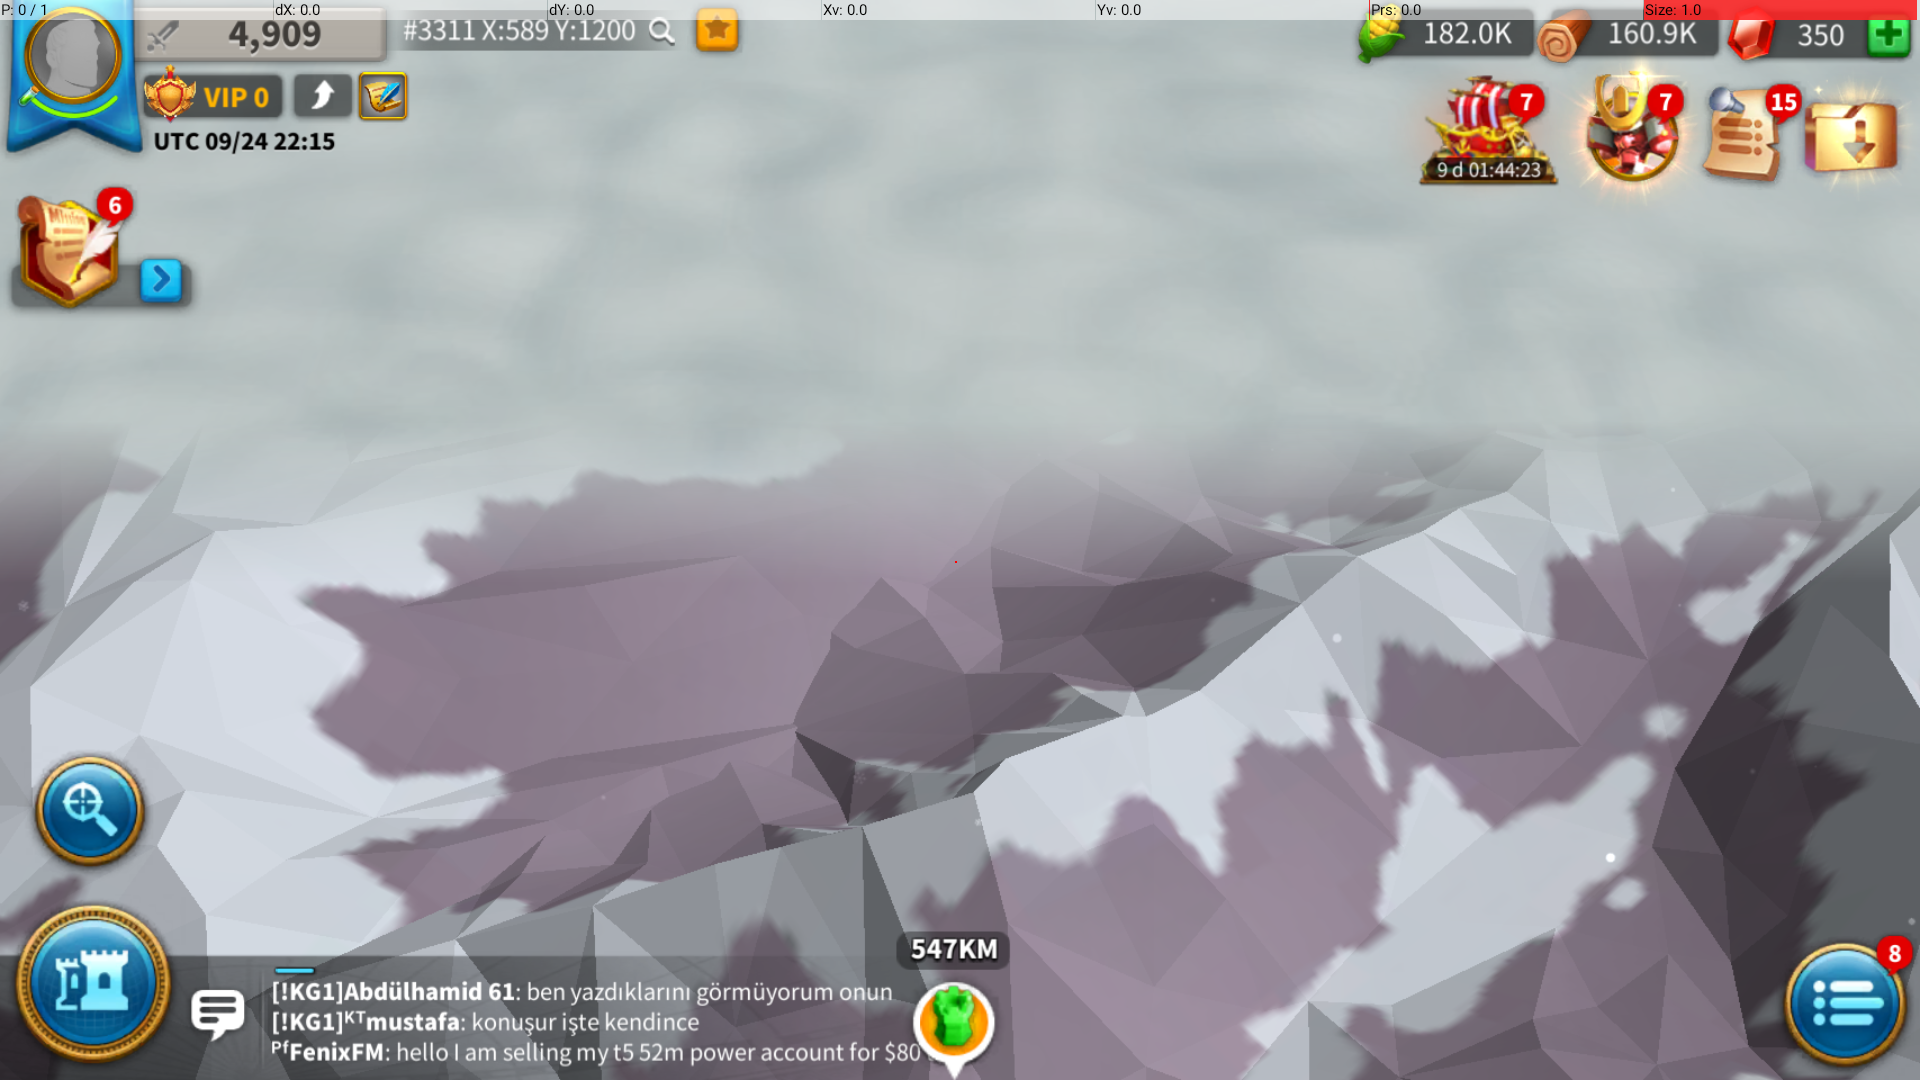 P: 0 / 1
dX: 0.0
dY: 0.0
Xv: 0.0
Yv: 0.0
Prs: 0.0
Size: 1.0
4,909
#3311 X:589 Y:1200
182.0K
160.9K
350
VIP 0
UTC 09/24 22:15
7
9 d 01:44:23
7
15
Mission
6
547KM
8
[!KG1]Abdülhamid 61: ben yazdıklarını görmüyorum onun
[!KG1]ᴷᵀmustafa: konuşur işte kendince
ᴾᶠFenixFM: hello I am selling my t5 52m power account for $80